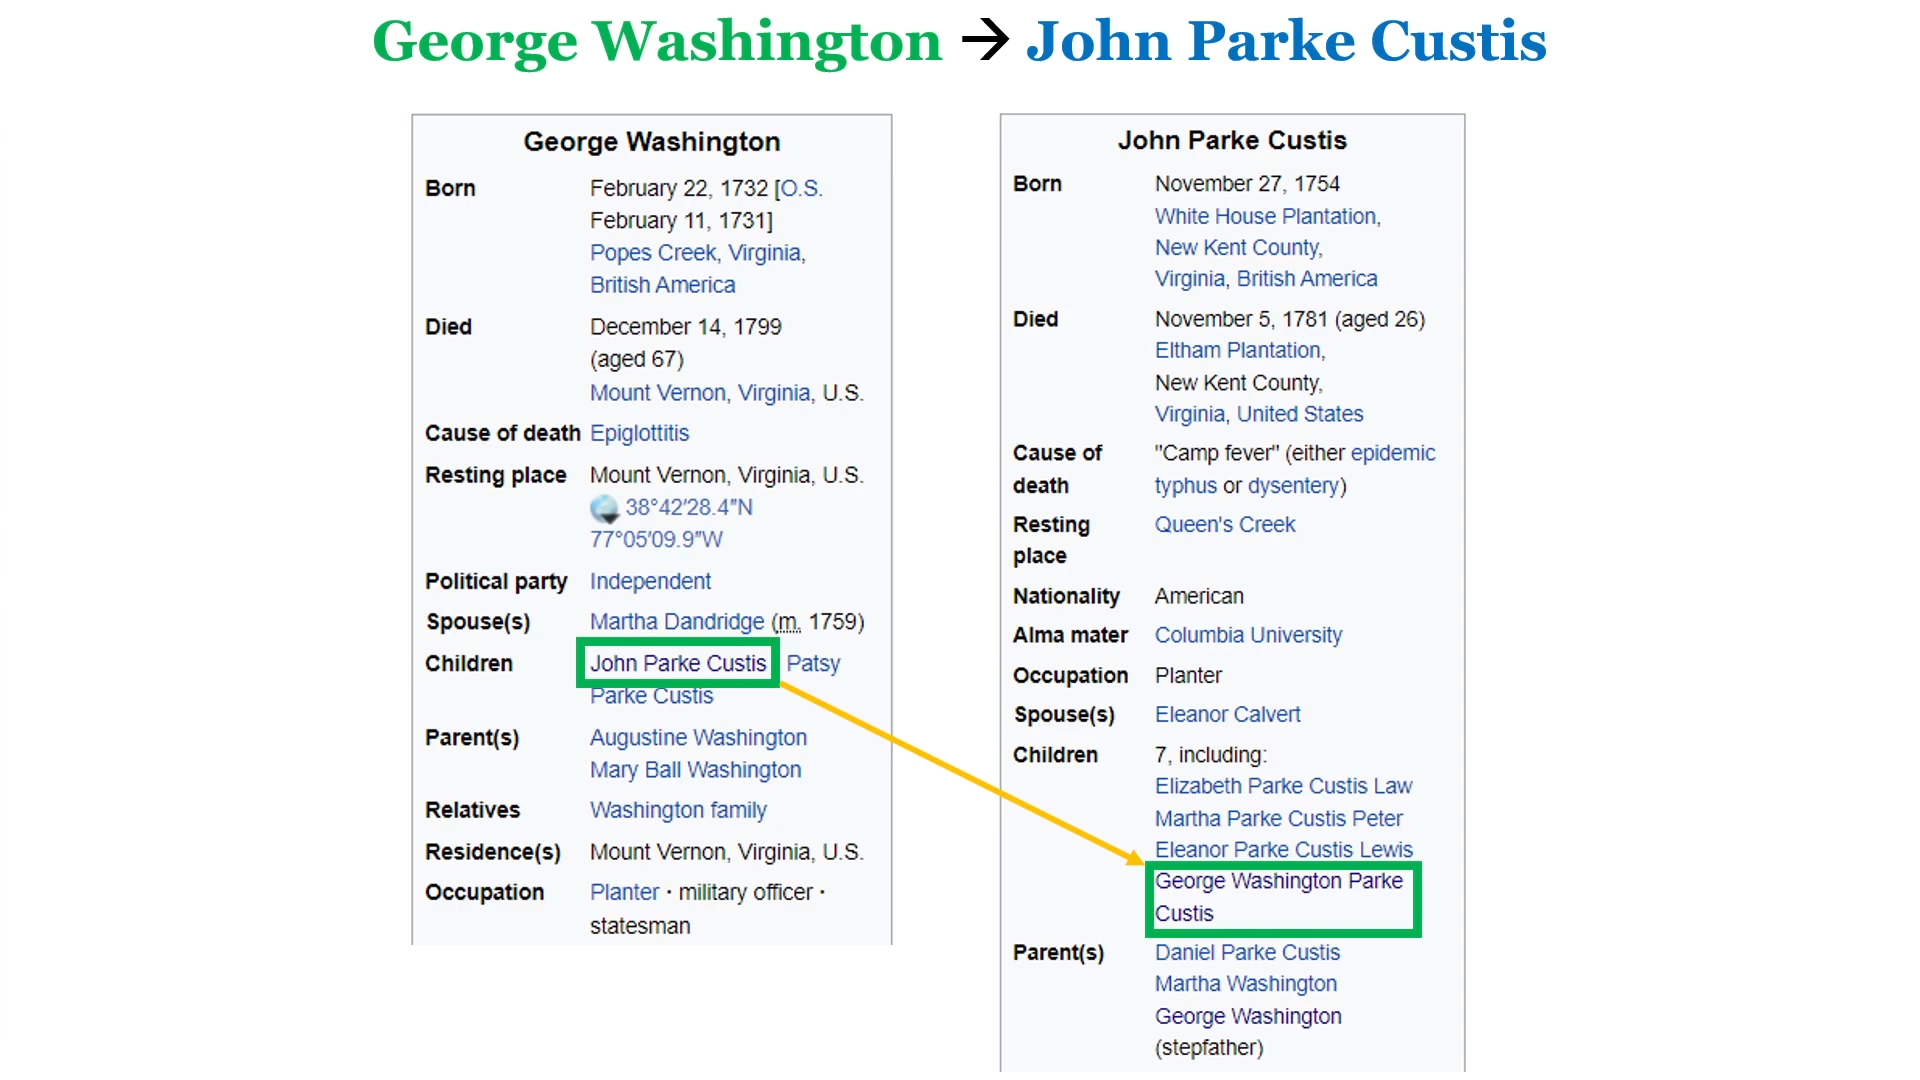 George Washington → John Parke Custis
George Washington
Born February 22, 1732 [O.S.
February 11, 1731]
Popes Creek, Virginia,
British America
Died December 14, 1799
(aged 67)
Mount Vernon, Virginia, U.S.
Cause of death Epiglottitis
Resting place Mount Vernon, Virginia, U.S.
38°42′28.4″N
77°05′09.9″W
Political party Independent
Spouse(s) Martha Dandridge (m. 1759)
Children John Parke Custis Patsy
Parke Custis
Parent(s) Augustine Washington
Mary Ball Washington
Relatives Washington family
Residence(s) Mount Vernon, Virginia, U.S.
Occupation Planter · military officer ·
statesman
John Parke Custis
Born November 27, 1754
White House Plantation,
New Kent County,
Virginia, British America
Died November 5, 1781 (aged 26)
Eltham Plantation,
New Kent County,
Virginia, United States
Cause of "Camp fever" (either epidemic
death typhus or dysentery)
Resting Queen's Creek
place
Nationality American
Alma mater Columbia University
Occupation Planter
Spouse(s) Eleanor Calvert
Children 7, including:
Elizabeth Parke Custis Law
Martha Parke Custis Peter
Eleanor Parke Custis Lewis
George Washington Parke
Custis
Parent(s) Daniel Parke Custis
Martha Washington
George Washington
(stepfather)